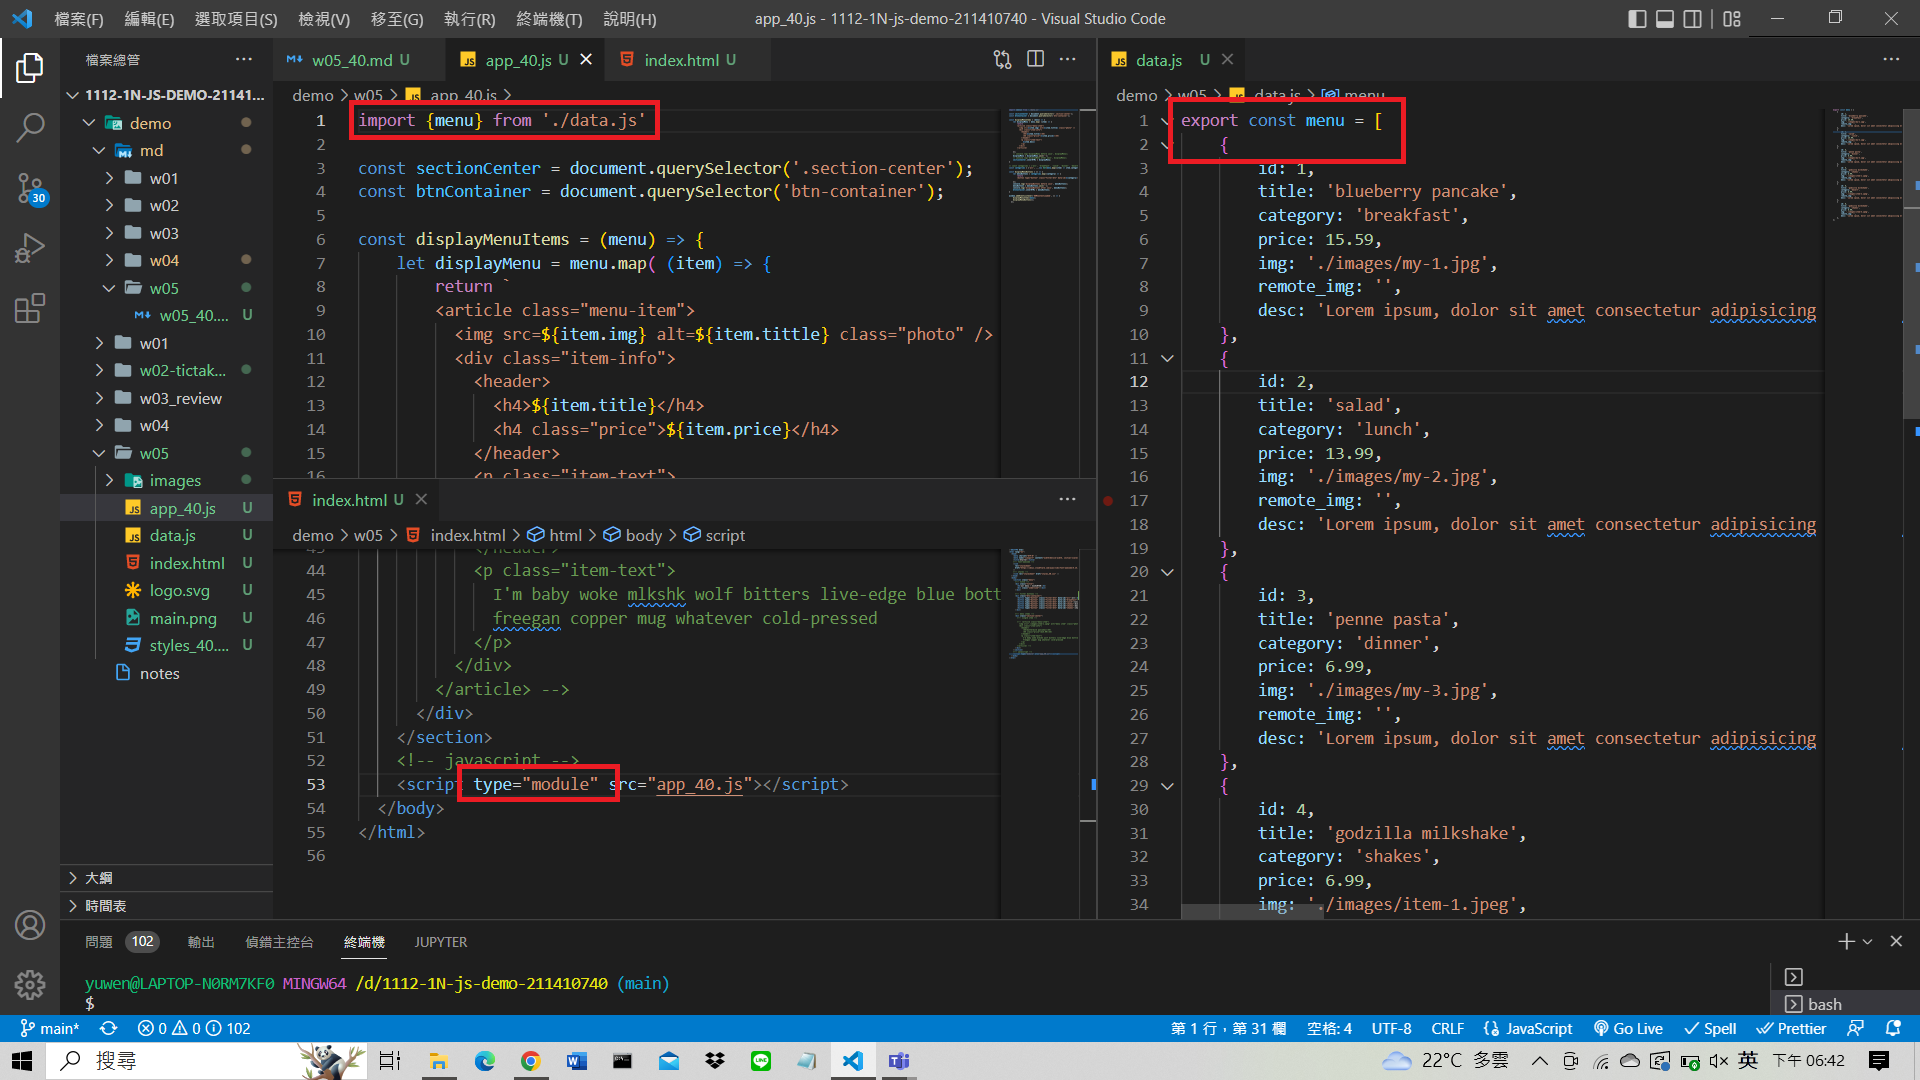 檔案(F) 編輯(E) 選取項目(S) 檢視(V) 移至(G) 執行(R) 終端機(T) 說明(H)
app_40.js - 1112-1N-js-demo-211410740 - Visual Studio Code
檔案總管
1112-1N-JS-DEMO-21141...
demo
md
w01
w02
w03
w04
w05
w05_40.... U
w01
w02-tictak...
w03_review
w04
w05
images
app_40.js U
data.js U
index.html U
logo.svg U
main.png U
styles_40.... U
notes
大綱
時間表
30
w05_40.md U
app_40.js U
index.html U
demo > w05 > app_40.js >
1 import {menu} from './data.js'
2
3 const sectionCenter = document.querySelector('.section-center');
4 const btnContainer = document.querySelector('btn-container');
5
6 const displayMenuItems = (menu) => {
7 let displayMenu = menu.map( (item) => {
8 return `
9 <article class="menu-item">
10 <img src=${item.img} alt=${item.tittle} class="photo" />
11 <div class="item-info">
12 <header>
13 <h4>${item.title}</h4>
14 <h4 class="price">${item.price}</h4>
15 </header>
16 <p class="item-text">
index.html U
demo > w05 > index.html > html > body > script
43 </header>
44 <p class="item-text">
45 I'm baby woke mlkshk wolf bitters live-edge blue bott
46 freegan copper mug whatever cold-pressed
47 </p>
48 </div>
49 </article> -->
50 </div>
51 </section>
52 <!-- javascript -->
53 <script type="module" src="app_40.js"></script>
54 </body>
55 </html>
56
data.js U
demo > w05 > data.js > menu
1 export const menu = [
2 {
3 id: 1,
4 title: 'blueberry pancake',
5 category: 'breakfast',
6 price: 15.59,
7 img: './images/my-1.jpg',
8 remote_img: '',
9 desc: 'Lorem ipsum, dolor sit amet consectetur adipisicing
10 },
11 {
12 id: 2,
13 title: 'salad',
14 category: 'lunch',
15 price: 13.99,
16 img: './images/my-2.jpg',
17 remote_img: '',
18 desc: 'Lorem ipsum, dolor sit amet consectetur adipisicing
19 },
20 {
21 id: 3,
22 title: 'penne pasta',
23 category: 'dinner',
24 price: 6.99,
25 img: './images/my-3.jpg',
26 remote_img: '',
27 desc: 'Lorem ipsum, dolor sit amet consectetur adipisicing
28 },
29 {
30 id: 4,
31 title: 'godzilla milkshake',
32 category: 'shakes',
33 price: 6.99,
34 img: './images/item-1.jpeg',
問題 102 輸出 偵錯主控台 終端機 JUPYTER
yuwen@LAPTOP-N0RM7KF0 MINGW64 /d/1112-1N-js-demo-211410740 (main)
$
bash
main* 0 0 102
第 1 行，第 31 欄 空格: 4 UTF-8 CRLF {} JavaScript Go Live Spell Prettier
搜尋
22°C 多雲 英 下午 06:42